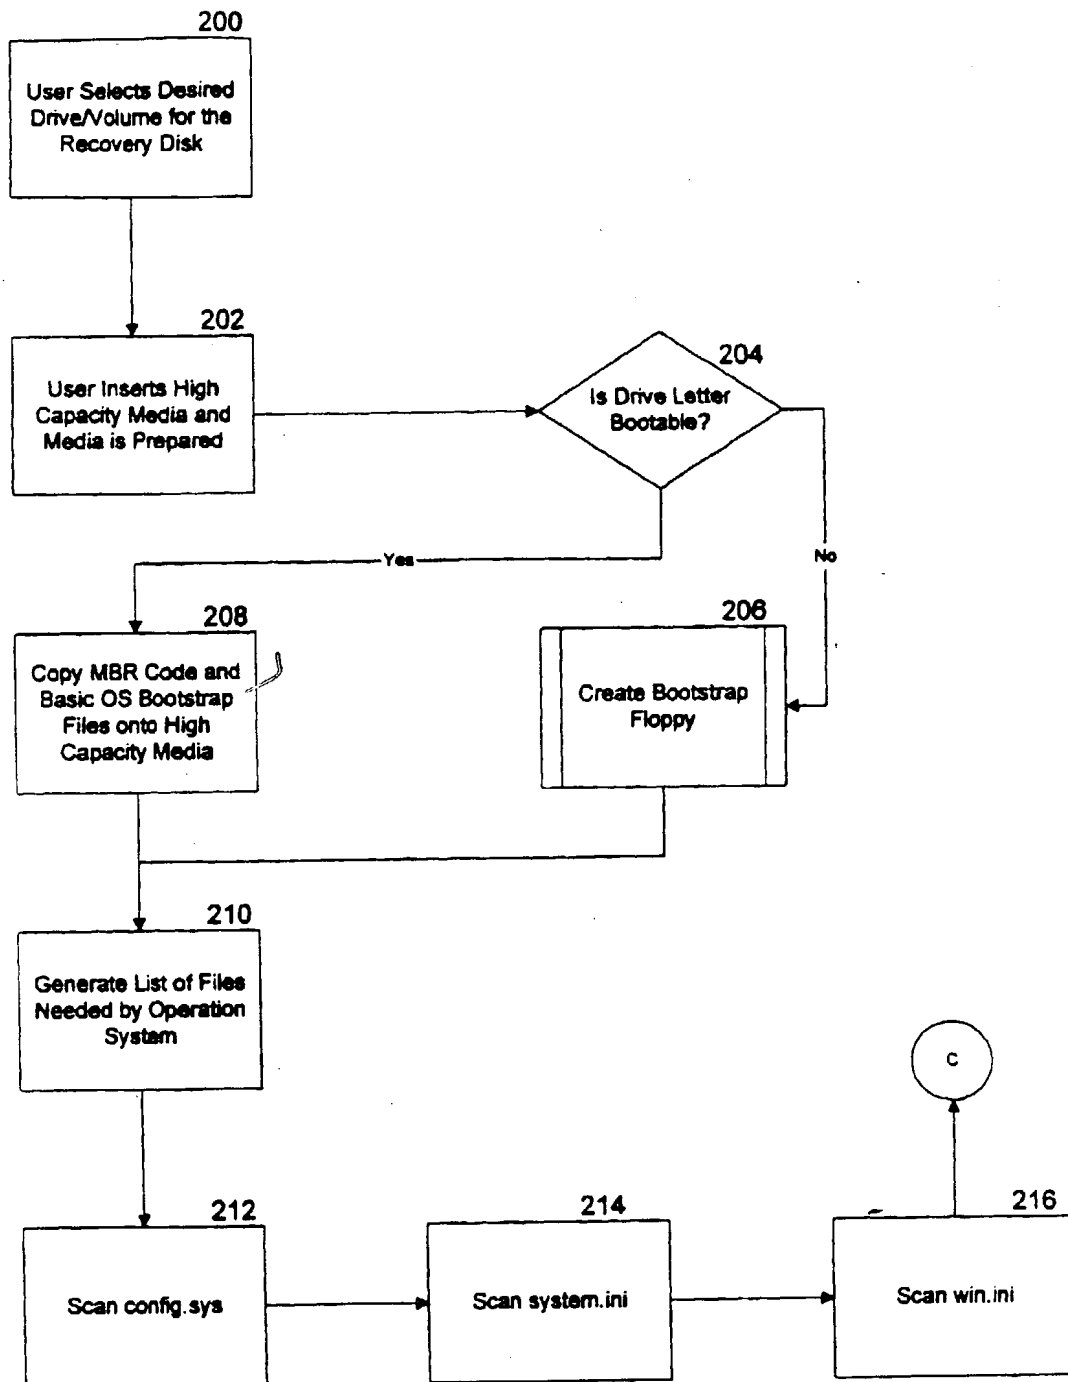 200
User Selects Desired
Drive/Volume for the
Recovery Disk
202
User Inserts High
Capacity Media and
Media is Prepared
204
Is Drive Letter
Bootable?
Yes
No
208
Copy MBR Code and
Basic OS Bootstrap
Files onto High
Capacity Media
206
Create Bootstrap
Floppy
210
Generate List of Files
Needed by Operation
System
C
212
Scan config.sys
214
Scan system.ini
216
Scan win.ini